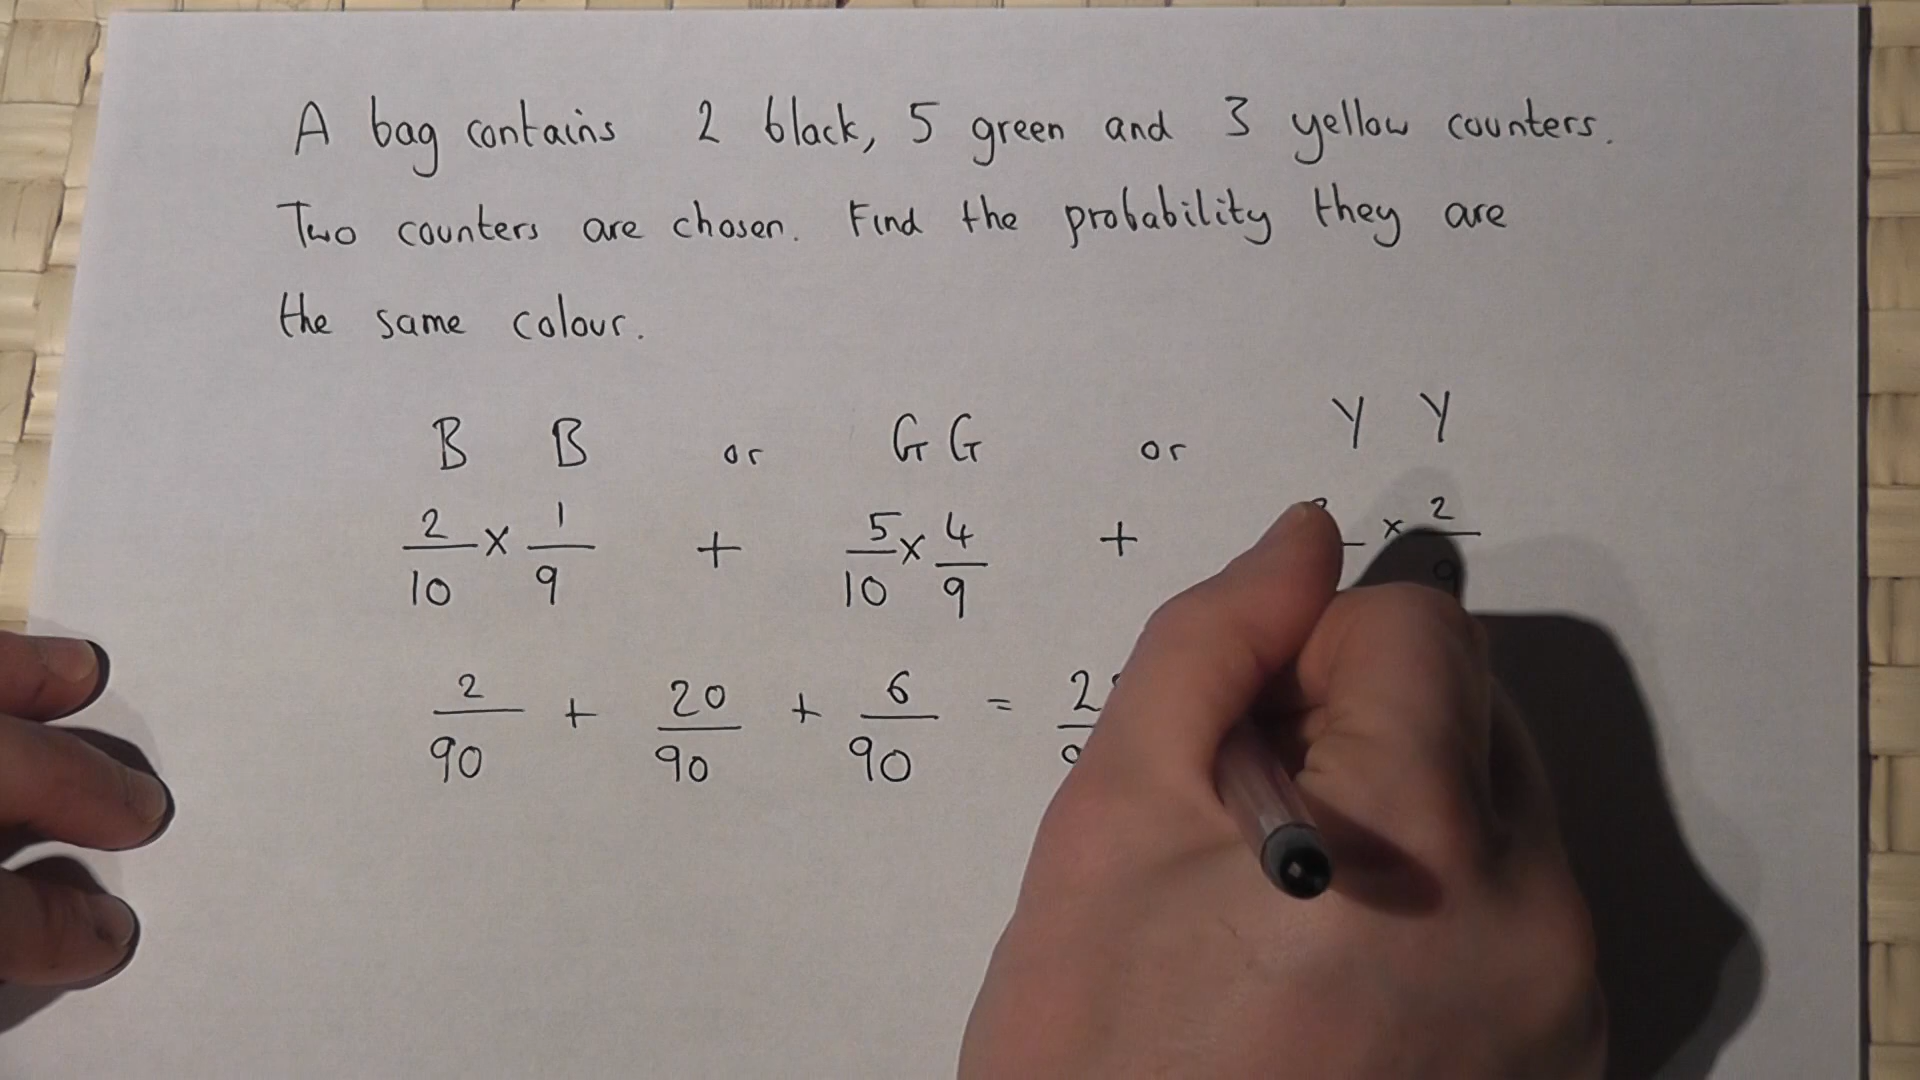 A bag contains 2 black, 5 green and 3 yellow counters.
Two counters are chosen. Find the probability they are
the same colour.
B B or G G or Y Y
2/10 × 1/9 + 5/10 × 4/9 + × 2/9
2/90 + 20/90 + 6/90 = 2